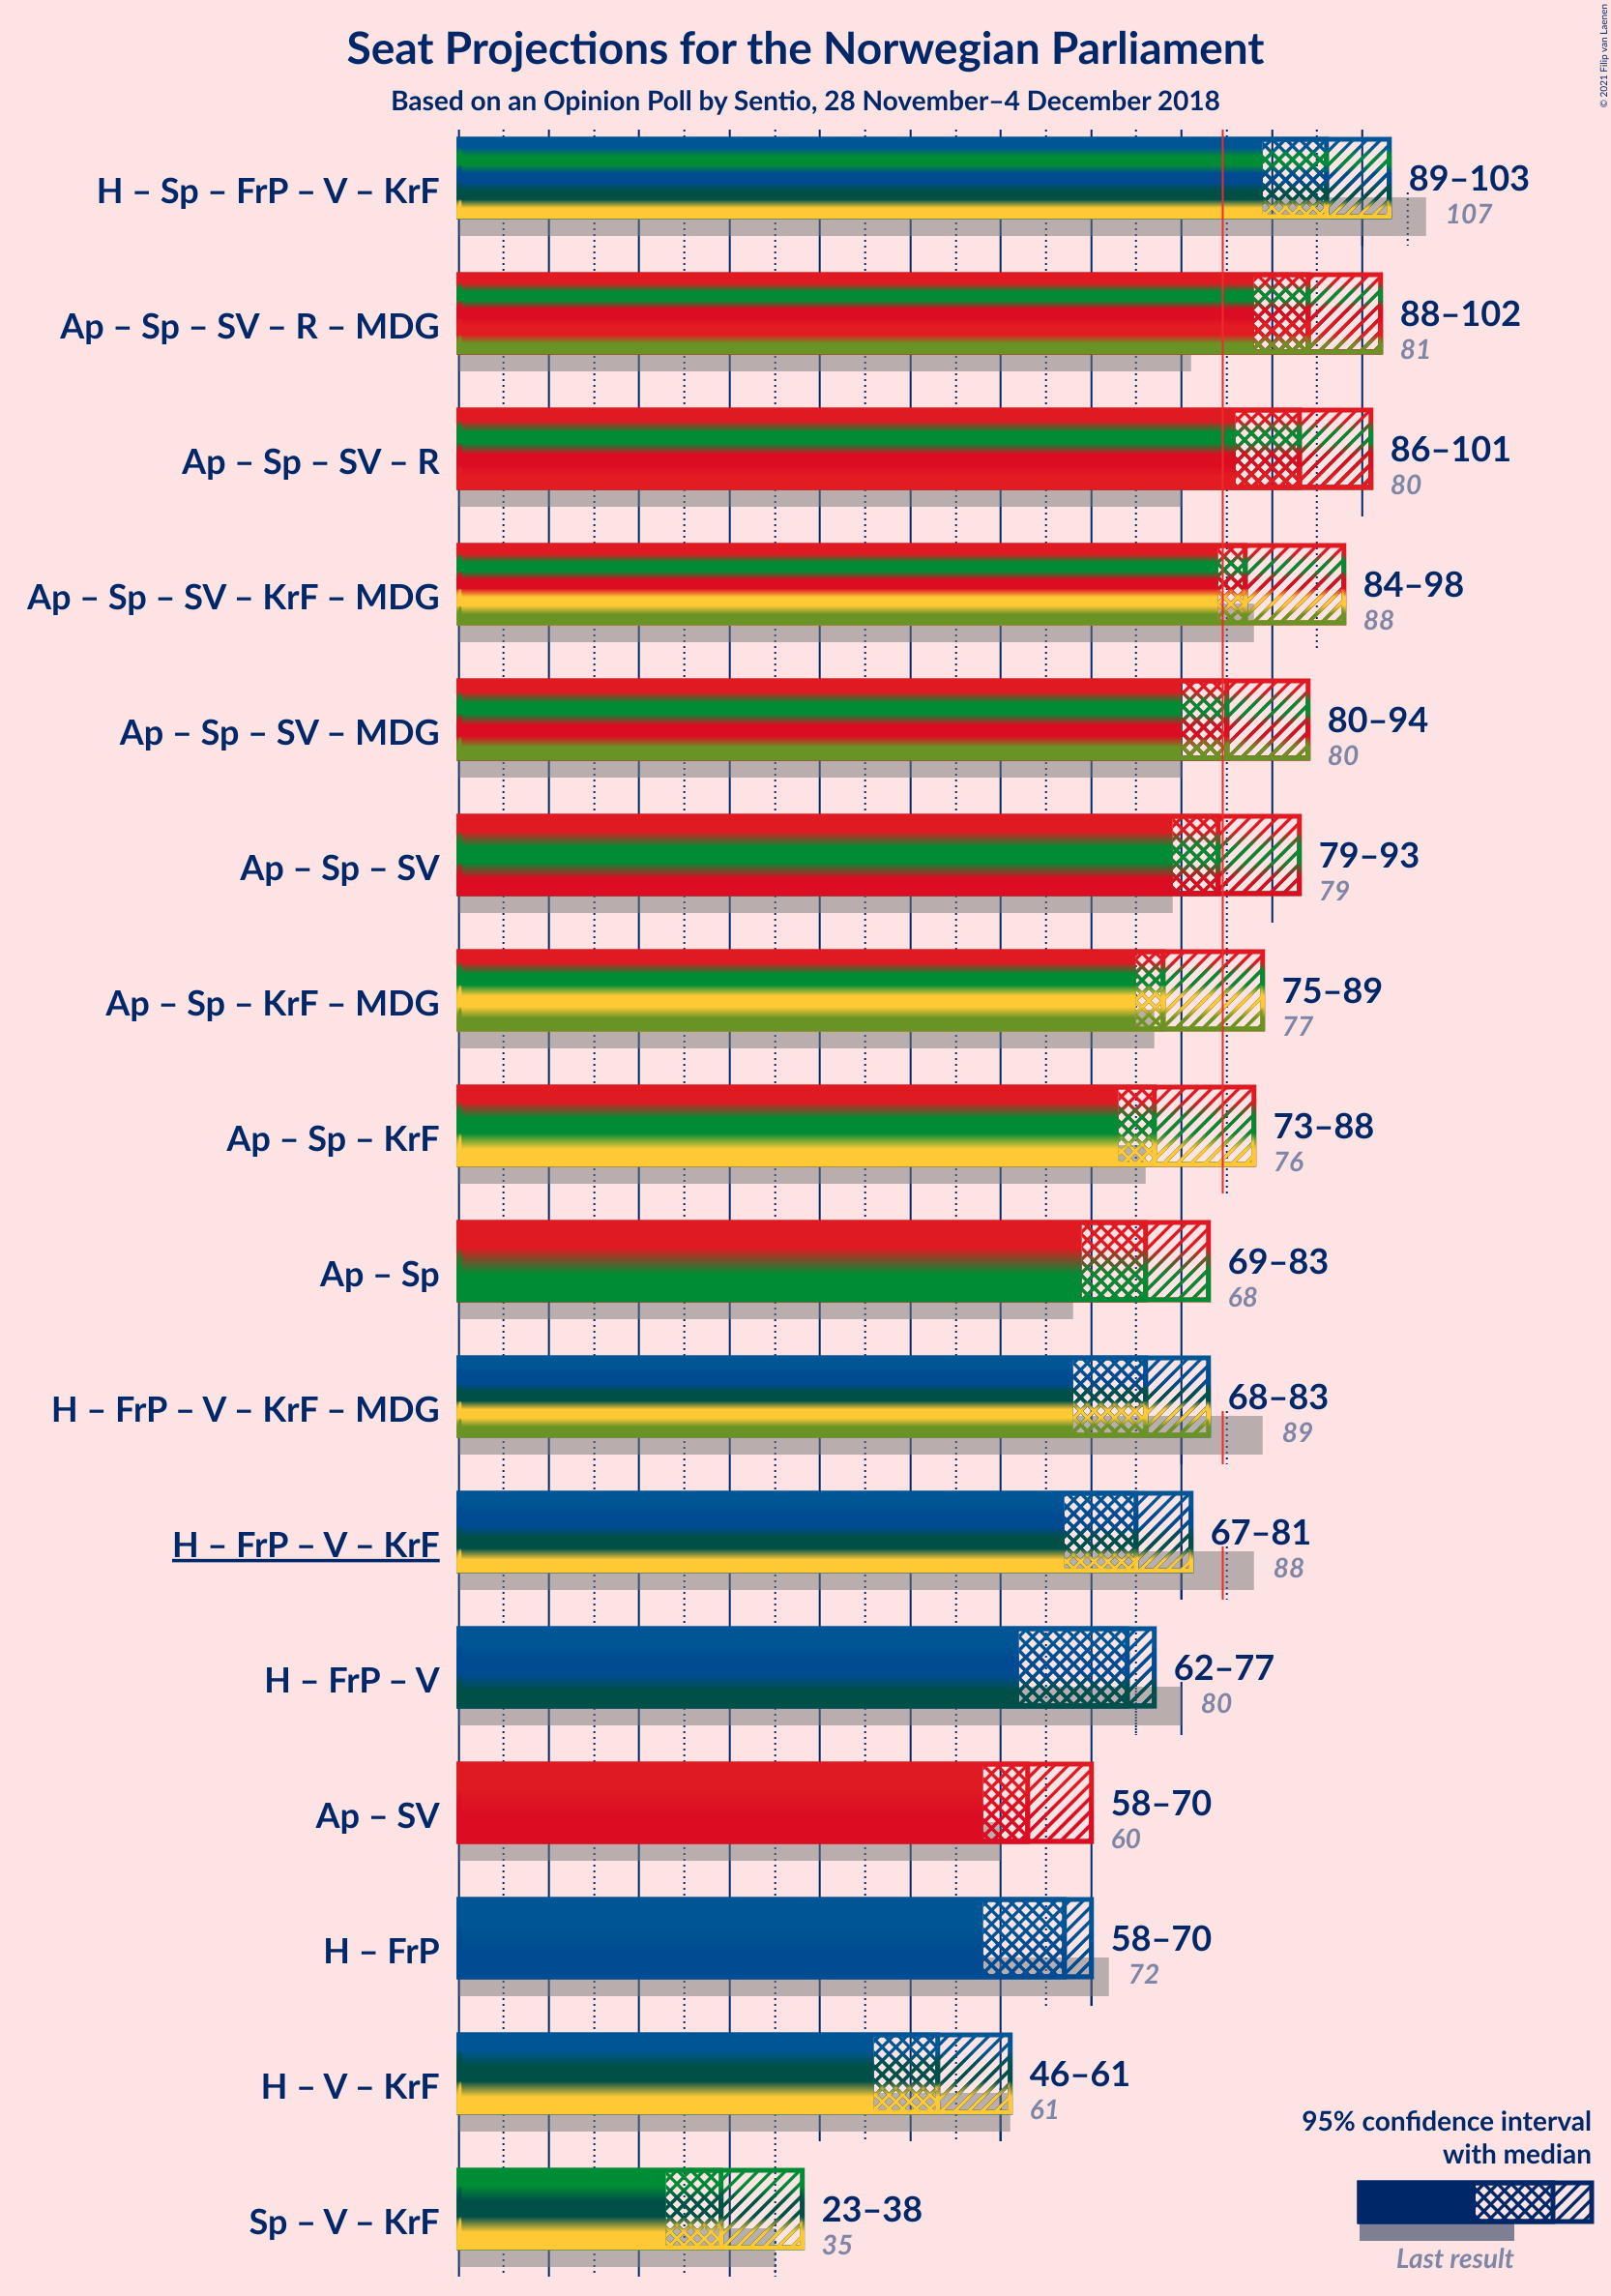 Seat Projections for the Norwegian Parliament
Based on an Opinion Poll by Sentio, 28 November–4 December 2018
© 2021 Filip van Laenen
H – Sp – FrP – V – KrF
89–103
107
Ap – Sp – SV – R – MDG
88–102
81
Ap – Sp – SV – R
86–101
80
Ap – Sp – SV – KrF – MDG
84–98
88
Ap – Sp – SV – MDG
80–94
80
Ap – Sp – SV
79–93
79
Ap – Sp – KrF – MDG
75–89
77
Ap – Sp – KrF
73–88
76
Ap – Sp
69–83
68
H – FrP – V – KrF – MDG
68–83
89
H – FrP – V – KrF
67–81
88
H – FrP – V
62–77
80
Ap – SV
58–70
60
H – FrP
58–70
72
H – V – KrF
46–61
61
Sp – V – KrF
23–38
35
95% confidence interval
with median
Last result